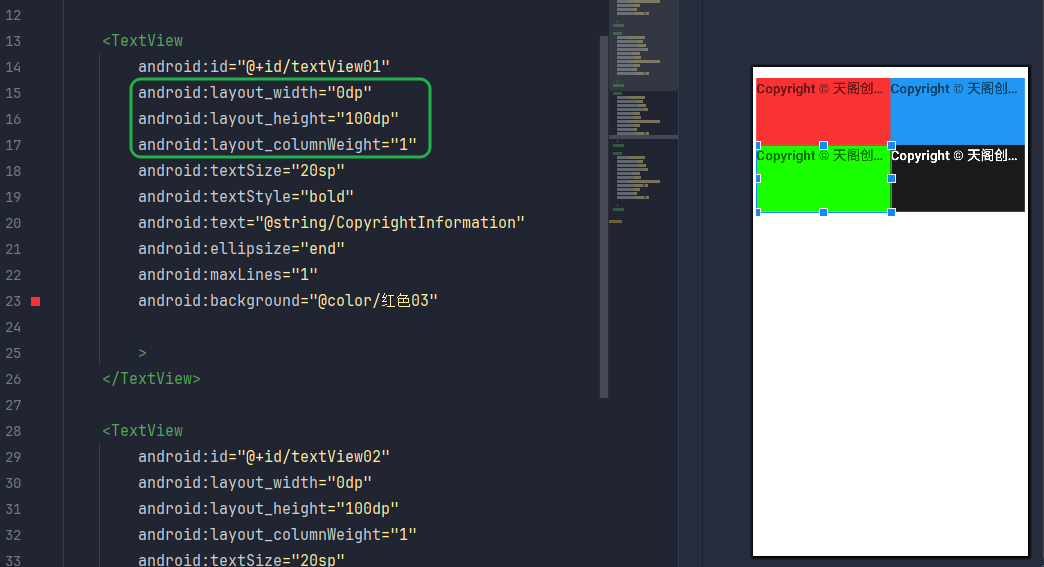 12
13 <TextView
14 android:id="@+id/textView01"
15 android:layout_width="0dp"
16 android:layout_height="100dp"
17 android:layout_columnWeight="1"
18 android:textSize="20sp"
19 android:textStyle="bold"
20 android:text="@string/CopyrightInformation"
21 android:ellipsize="end"
22 android:maxLines="1"
23 android:background="@color/红色03"
24
25 >
26 </TextView>
27
28 <TextView
29 android:id="@+id/textView02"
30 android:layout_width="0dp"
31 android:layout_height="100dp"
32 android:layout_columnWeight="1"
33 android:textSize="20sp"
Copyright © 天阁创... Copyright © 天阁创...
Copyright © 天阁创... Copyright © 天阁创...